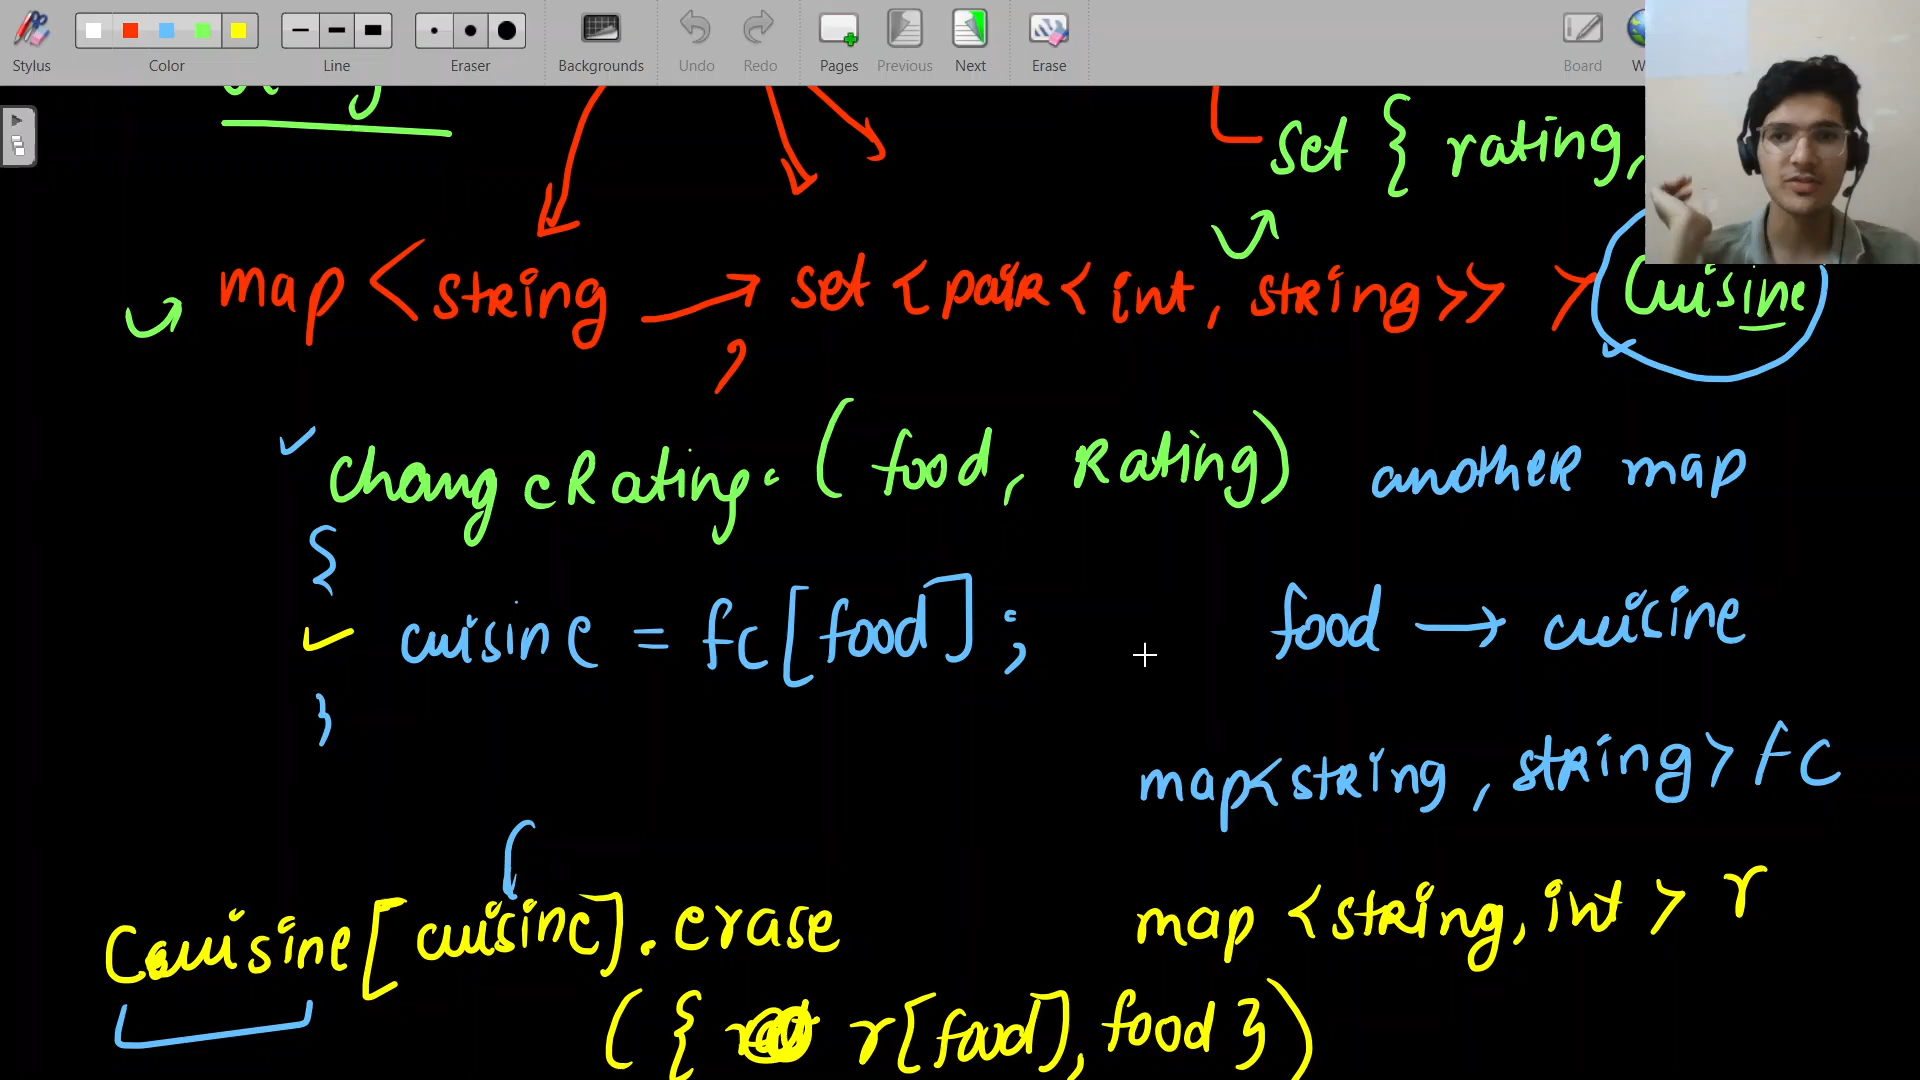 Stylus Color Line Eraser Backgrounds Undo Redo Pages Previous Next Erase Board
set { rating,
map < string , set < pair < int, string >> > Cuisine
changeRating (food, Rating) another map
{
cuisine = fc[food]; food → cuisine
}
map<string, string> fc
map <string, int> r
Cuisine[cuisine].erase
({ r[food], food })